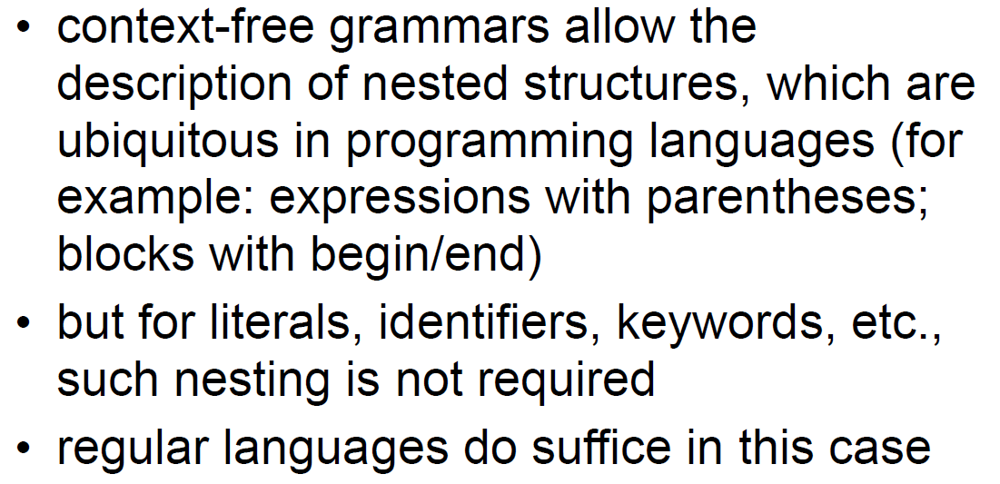 • context-free grammars allow the
description of nested structures, which are
ubiquitous in programming languages (for
example: expressions with parentheses;
blocks with begin/end)
• but for literals, identifiers, keywords, etc.,
such nesting is not required
• regular languages do suffice in this case